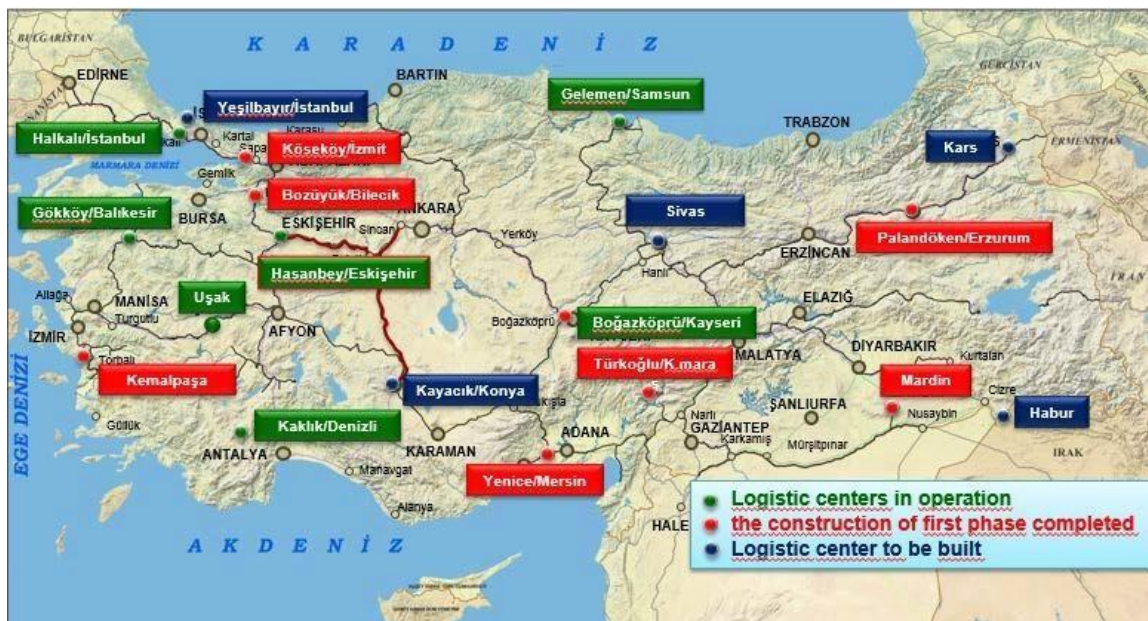 BULGARİSTAN
K A R A D E N İ Z
GÜRCİSTAN
EDİRNE
BARTIN
Yeşilbayır/İstanbul
Gelemen/Samsun
Halkalı/İstanbul
Kartal
Sapa
Karasu
TRABZON
Kars
ERMENİSTAN
MARMARA DENİZİ
Köseköy/İzmit
Gemlik
Bozüyük/Bilecik
Gökköy/Balıkesir
BURSA
ESKİŞEHİR
ANKARA
Sincan
Yerköy
Sivas
Palandöken/Erzurum
ERZİNCAN
Hanlı
Hasanbey/Eskişehir
İRAN
Aliağa
MANİSA
Turgutlu
Uşak
AFYON
Boğazköprü
Boğazköprü/Kayseri
ELAZIĞ
İZMİR
MALATYA
DİYARBAKIR
Kurtalan
Torbalı
Kemalpaşa
Türkoğlu/K.mara
ş
Mardin
Cizre
Kayacık/Konya
Habur
EGE DENİZİ
Güllük
Kaklık/Denizli
ŞANLIURFA
Nusaybin
Narlı
GAZİANTEP
Karkamış
Mürşitpınar
ANTALYA
KARAMAN
ADANA
Manavgat
IRAK
Yenice/Mersin
Alanya
HALE
A K D E N İ Z
Logistic centers in operation
the construction of first phase completed
Logistic center to be built